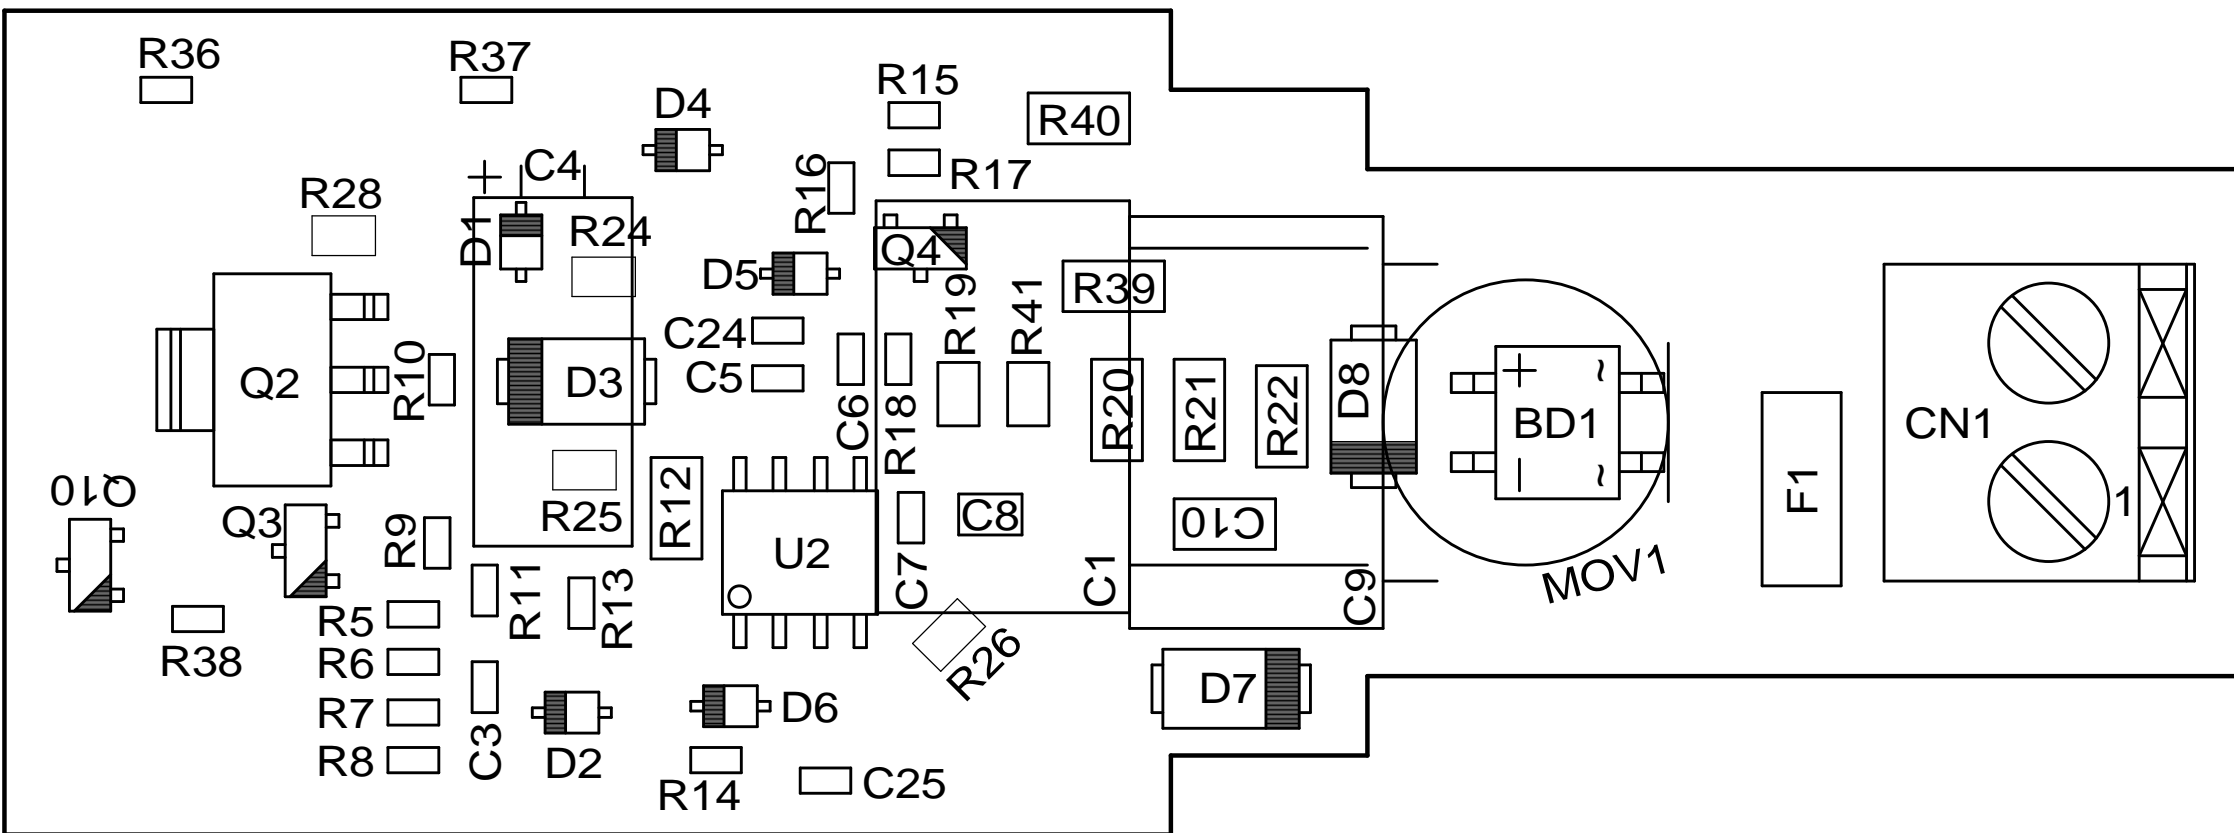 R36
R37
D4
R15
R40
C4
R16
R17
R28
D1
R24
Q4
D5
R39
R19
R41
C24
C5
Q2
R10
D3
C6
R18
R20
R21
R22
D8
+ ~
BD1
- ~
CN1
F1
1
Q10
Q3
R9
R25
R12
U2
C7
C8
C10
C1
C9
MOV1
R11
R13
R5
R38
R6
R26
D7
R7
C3
D2
D6
R8
R14
C25